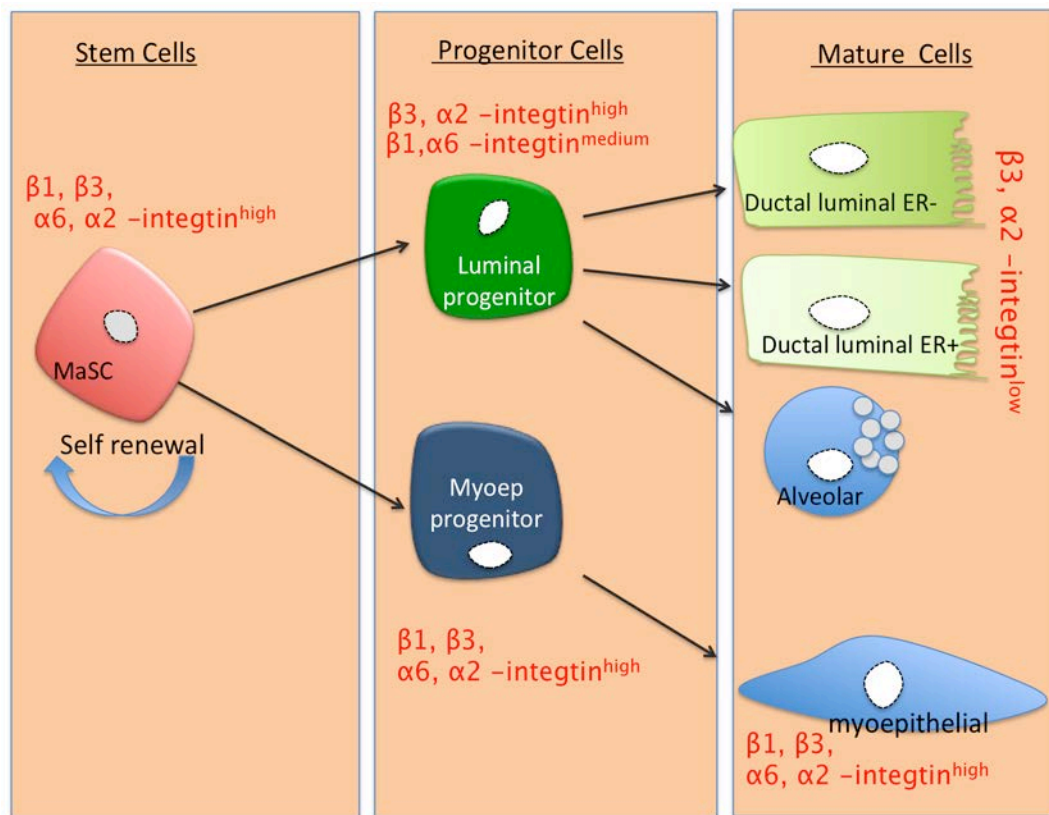 Stem Cells
β1, β3,
α6, α2 –integtinhigh
MaSC
Self renewal
Progenitor Cells
β3, α2 –integtinhigh
β1,α6 –integtinmedium
Luminal
progenitor
Myoep
progenitor
β1, β3,
α6, α2 –integtinhigh
Mature Cells
Ductal luminal ER-
Ductal luminal ER+
β3, α2 –integtinlow
Alveolar
myoepithelial
β1, β3,
α6, α2 –integtinhigh